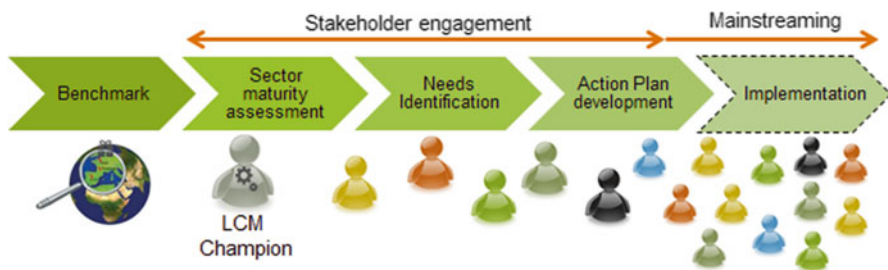 Stakeholder engagement
Mainstreaming
Benchmark
Sector
maturity
assessment
Needs
Identification
Action Plan
development
Implementation
LCM
Champion